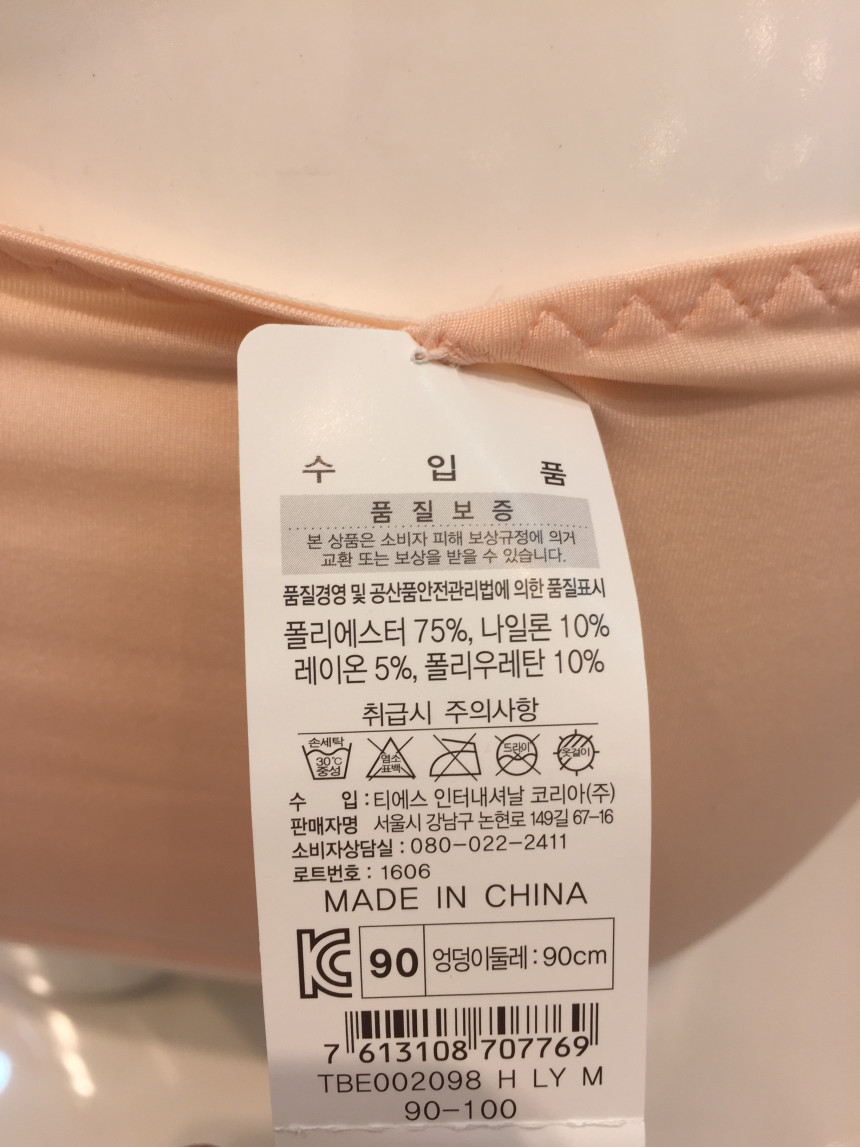 수 입 품
품 질 보 증
본 상품은 소비자 피해 보상규정에 의거
교환 또는 보상을 받을 수 있습니다.
품질경영 및 공산품안전관리법에 의한 품질표시
폴리에스터 75%, 나일론 10%
레이온 5%, 폴리우레탄 10%
취급시 주의사항
손세탁 30℃ 중성 염소 표백 드라이 옷걸이
수 입 : 티에스 인터내셔날 코리아(주)
판매자명 서울시 강남구 논현로 149길 67-16
소비자상담실 : 080-022-2411
로트번호 : 1606
MADE IN CHINA
KC 90 엉덩이둘레 : 90cm
7 613108 707769
TBE002098 H LY M
90-100